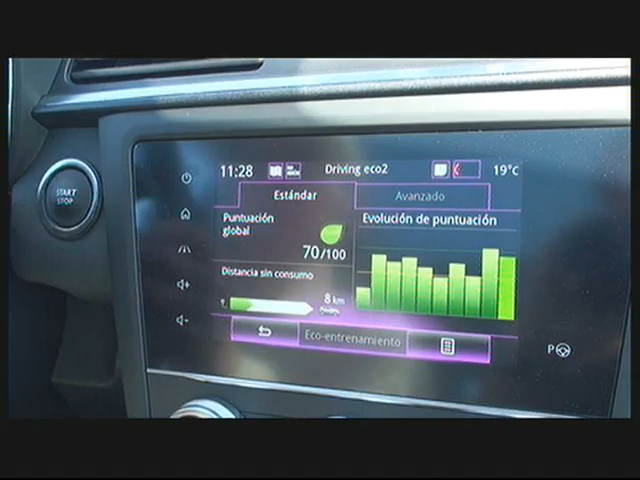 START
STOP
11:28
Driving eco2
19°C
Estándar
Avanzado
Puntuación
global
70/100
Evolución de puntuación
Distancia sin consumo
8 km
Eco-entrenamiento
P